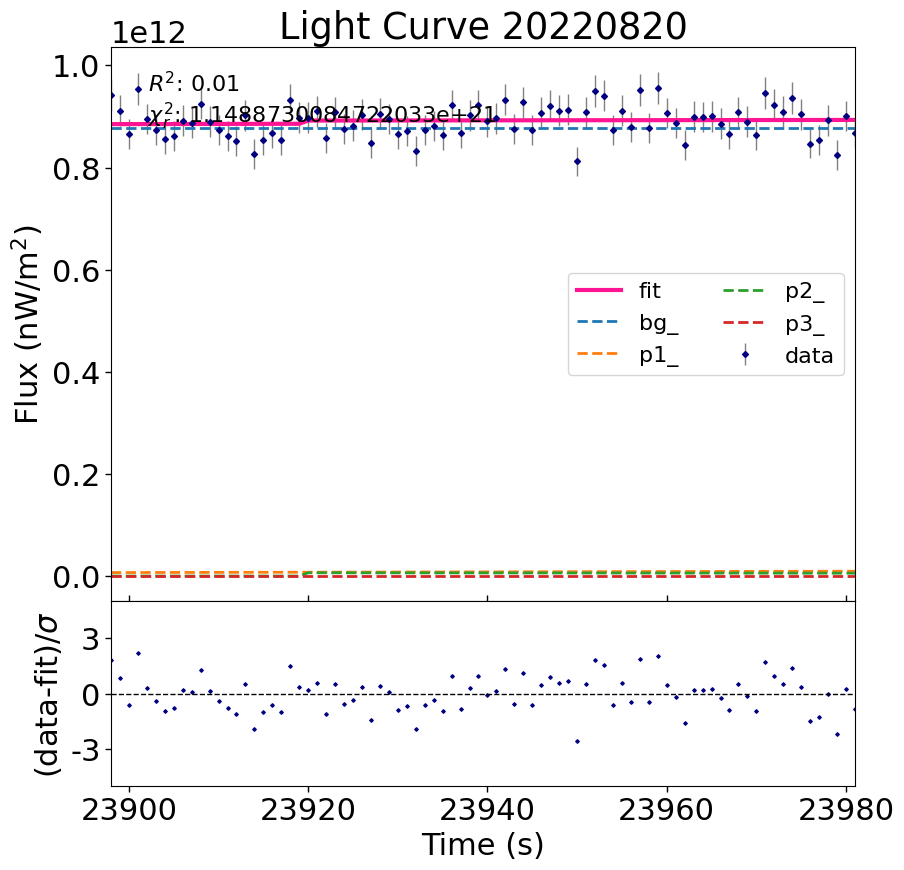 Light Curve 20220820
1e12
R²: 0.01
χ²ᵣ: 1.1488730084722033e+21
1.0
0.8
0.6
0.4
0.2
0.0
Flux (nW/m²)
fit
bg_
p1_
p2_
p3_
data
3
0
-3
(data-fit)/σ
23900
23920
23940
23960
23980
Time (s)